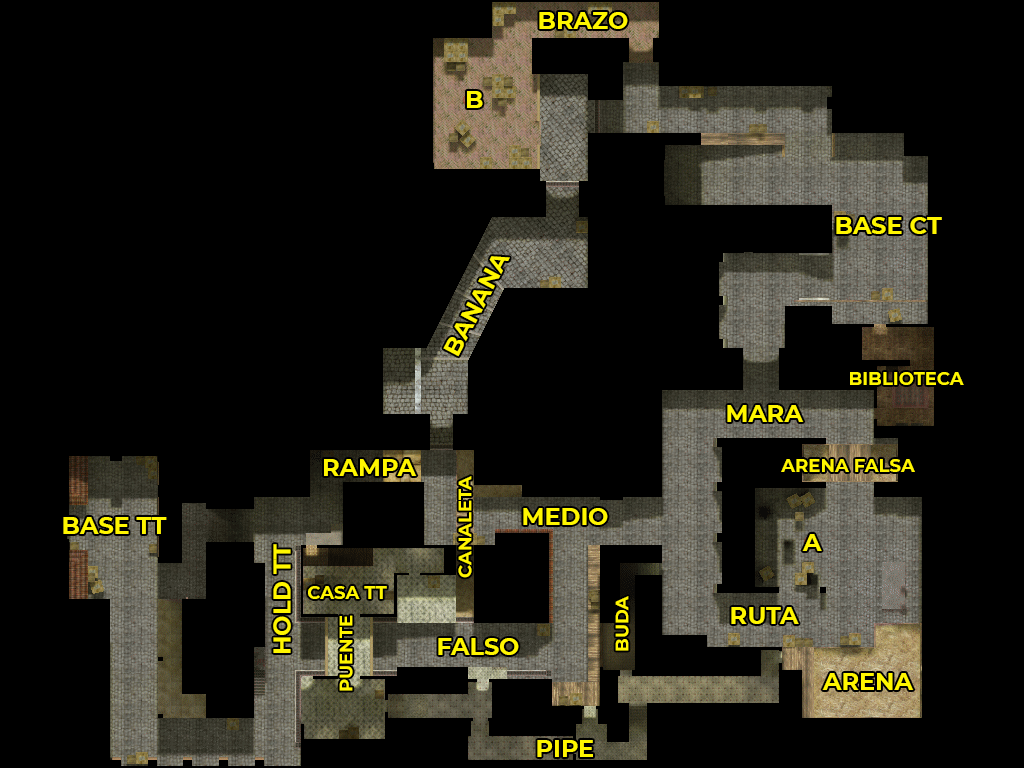 BRAZO
B
BASE CT
BANANA
BIBLIOTECA
MARA
ARENA FALSA
RAMPA
CANALETA
MEDIO
BASE TT
A
HOLD TT
CASA TT
RUTA
BUDA
FALSO
PUENTE
ARENA
PIPE